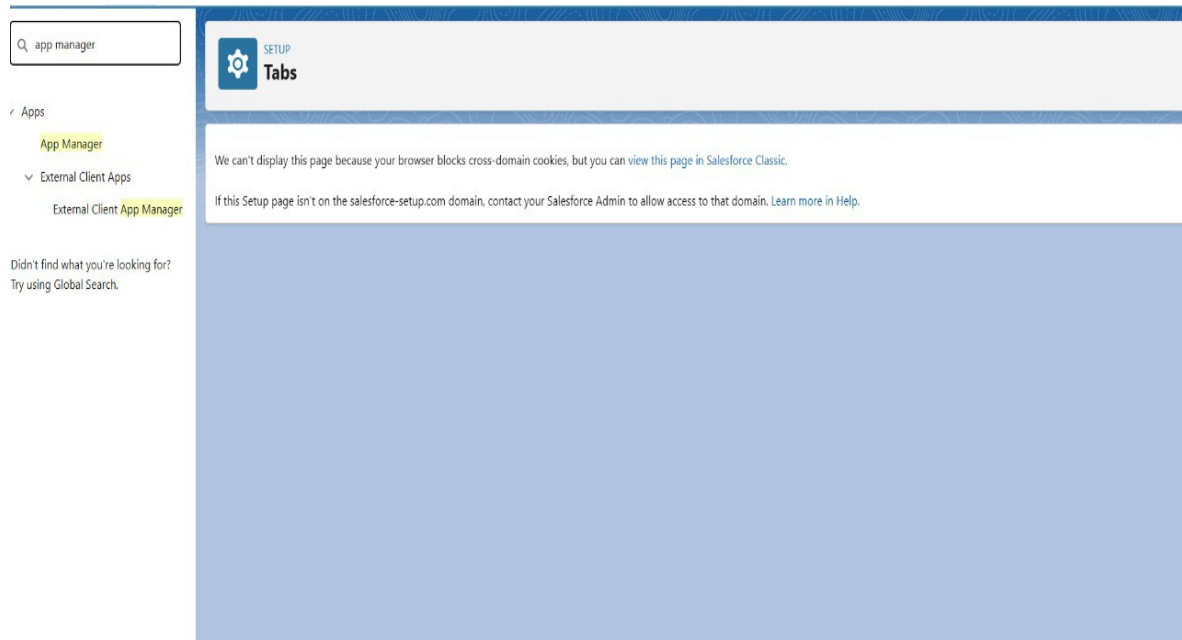 app manager
Apps
App Manager
External Client Apps
External Client App Manager
Didn't find what you're looking for?
Try using Global Search.
SETUP
Tabs
We can't display this page because your browser blocks cross-domain cookies, but you can view this page in Salesforce Classic.
If this Setup page isn't on the salesforce-setup.com domain, contact your Salesforce Admin to allow access to that domain. Learn more in Help.